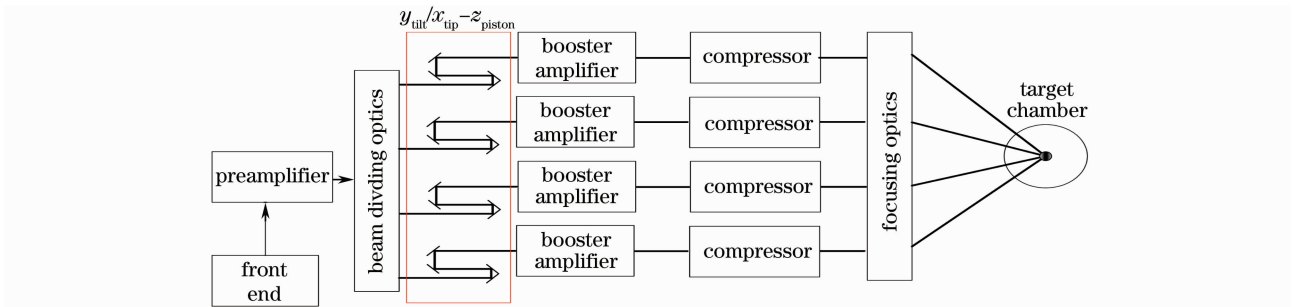 y_tilt/x_tip−z_piston
booster
amplifier
compressor
booster
amplifier
compressor
booster
amplifier
compressor
booster
amplifier
compressor
front
end
preamplifier
beam divding optics
focusing optics
target
chamber